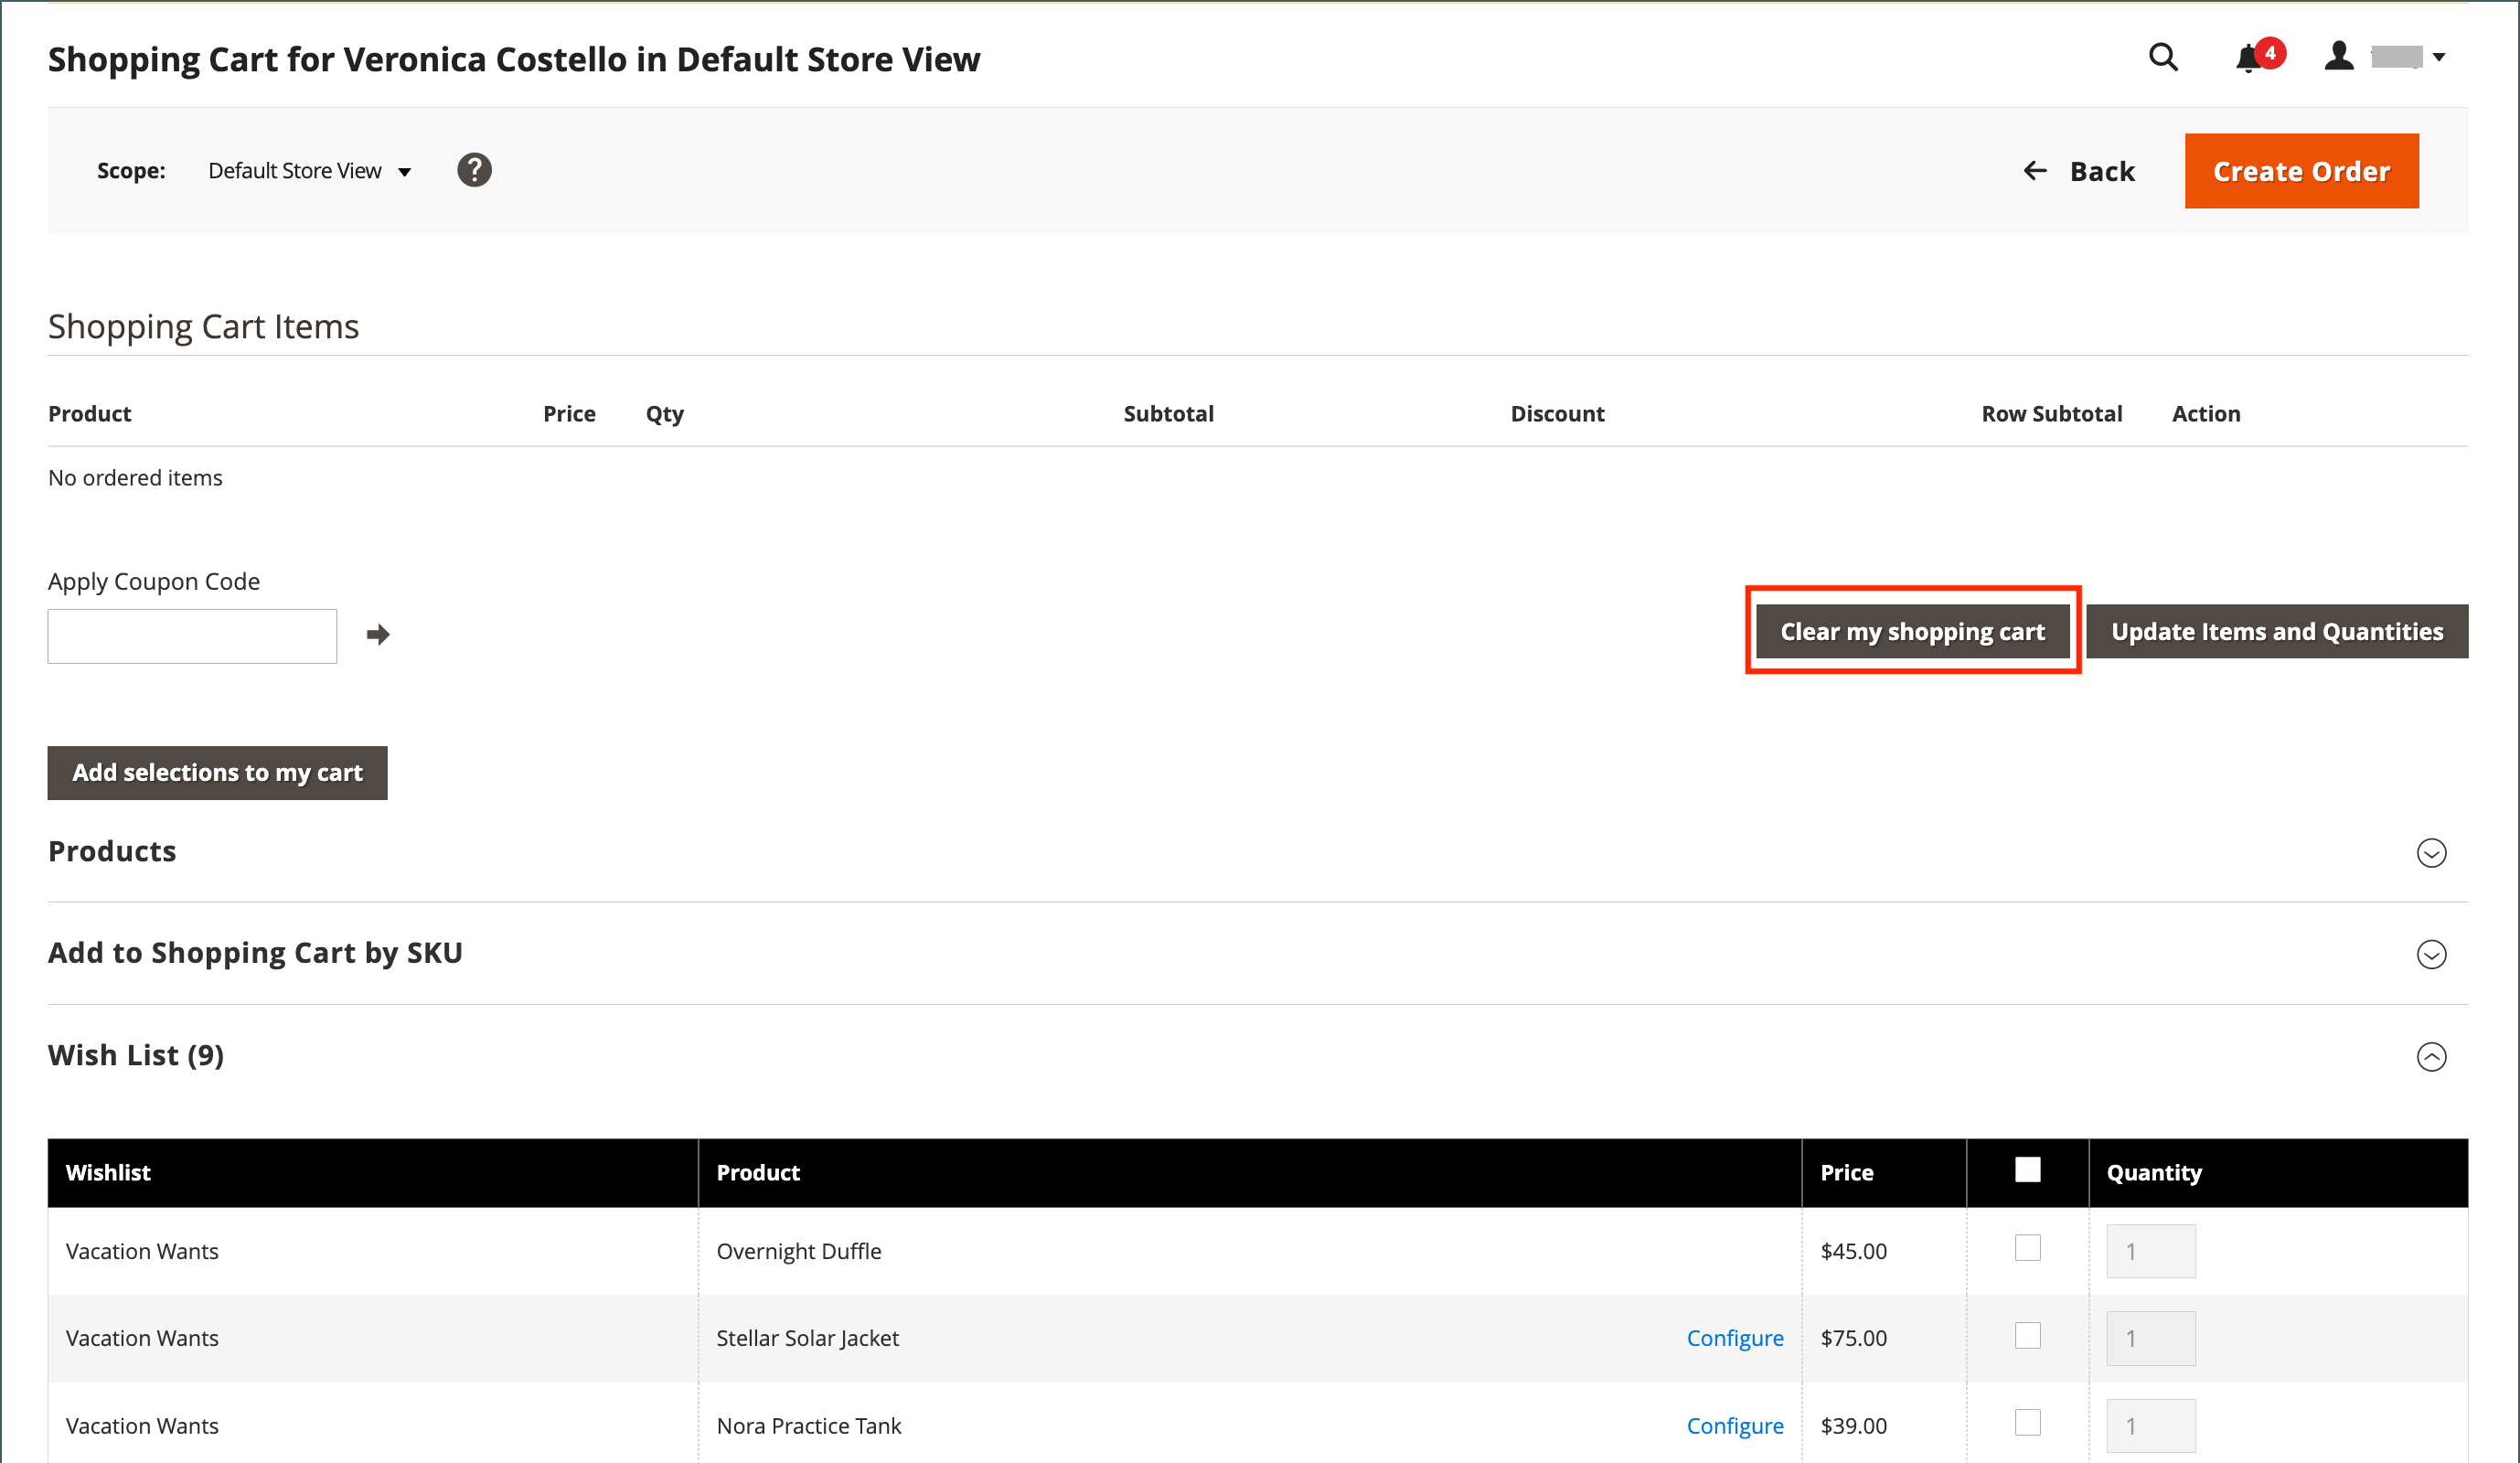 Shopping Cart for Veronica Costello in Default Store View
4
Scope: Default Store View ?
Back Create Order
Shopping Cart Items
Product Price Qty Subtotal Discount Row Subtotal Action
No ordered items
Apply Coupon Code
Clear my shopping cart Update Items and Quantities
Add selections to my cart
Products
Add to Shopping Cart by SKU
Wish List (9)
Wishlist Product Price Quantity
Vacation Wants Overnight Duffle $45.00 1
Vacation Wants Stellar Solar Jacket Configure $75.00 1
Vacation Wants Nora Practice Tank Configure $39.00 1